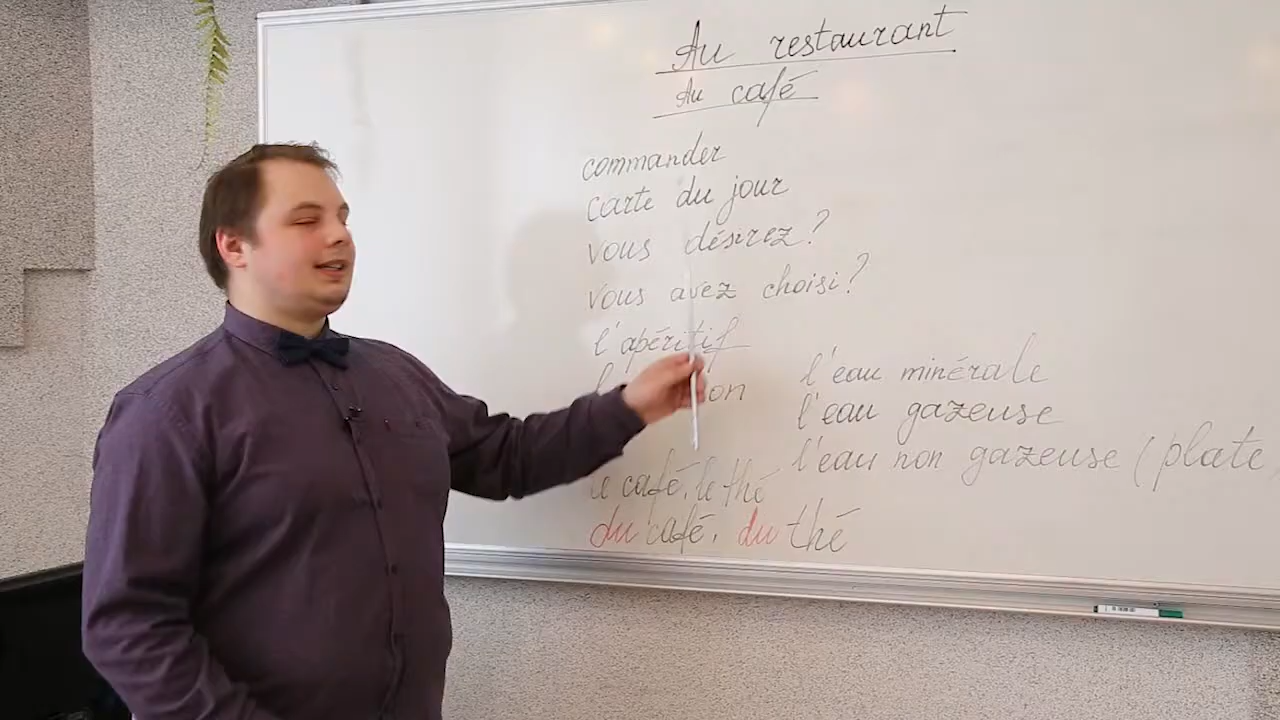 Au restaurant
Au café
commander
carte du jour
vous désirez?
vous avez choisi?
l'apéritif
l'eau minérale
l'eau gazeuse
l'eau non gazeuse (plate
le café, le thé
du café, du thé